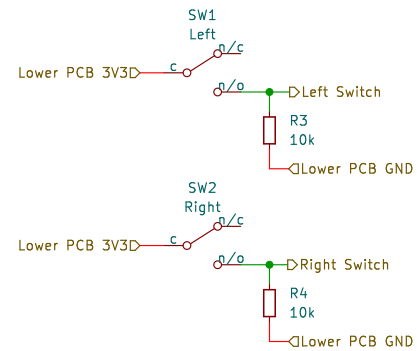 SW1
Left
n/c
Lower PCB 3V3
c
n/o
Left Switch
R3
10k
Lower PCB GND
SW2
Right
n/c
Lower PCB 3V3
c
n/o
Right Switch
R4
10k
Lower PCB GND